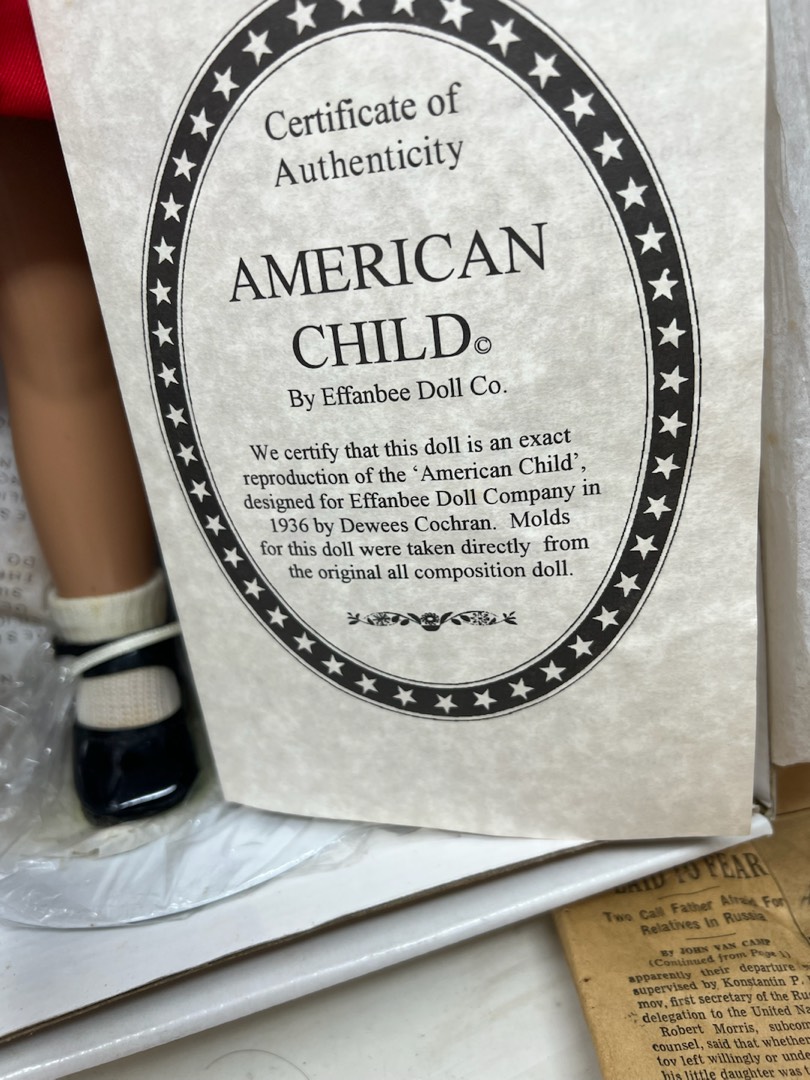 Certificate of
Authenticity
AMERICAN
CHILD©
By Effanbee Doll Co.
We certify that this doll is an exact
reproduction of the ‘American Child’,
designed for Effanbee Doll Company in
1936 by Dewees Cochran. Molds
for this doll were taken directly from
the original all composition doll.
TO FEAR
Two Call Father Afraid For
Relatives In Russia
BY JOHN VAN CAMP
(Continued from Page 1)
apparently their departure
supervised by Konstantin P.
mov, first secretary of the Ru
delegation to the United Na
Robert Morris, subcom
counsel, said that whether
tov left willingly or unde
his little daughter was